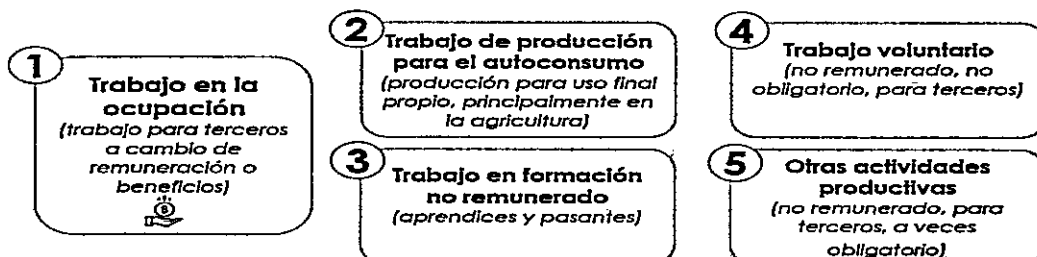 1
Trabajo en la
ocupación
(trabajo para terceros
a cambio de
remuneración o
beneficios)
2
Trabajo de producción
para el autoconsumo
(producción para uso final
propio, principalmente en
la agricultura)
3
Trabajo en formación
no remunerado
(aprendices y pasantes)
4
Trabajo voluntario
(no remunerado, no
obligatorio, para terceros)
5
Otras actividades
productivas
(no remunerado, para
terceros, a veces
obligatorio)